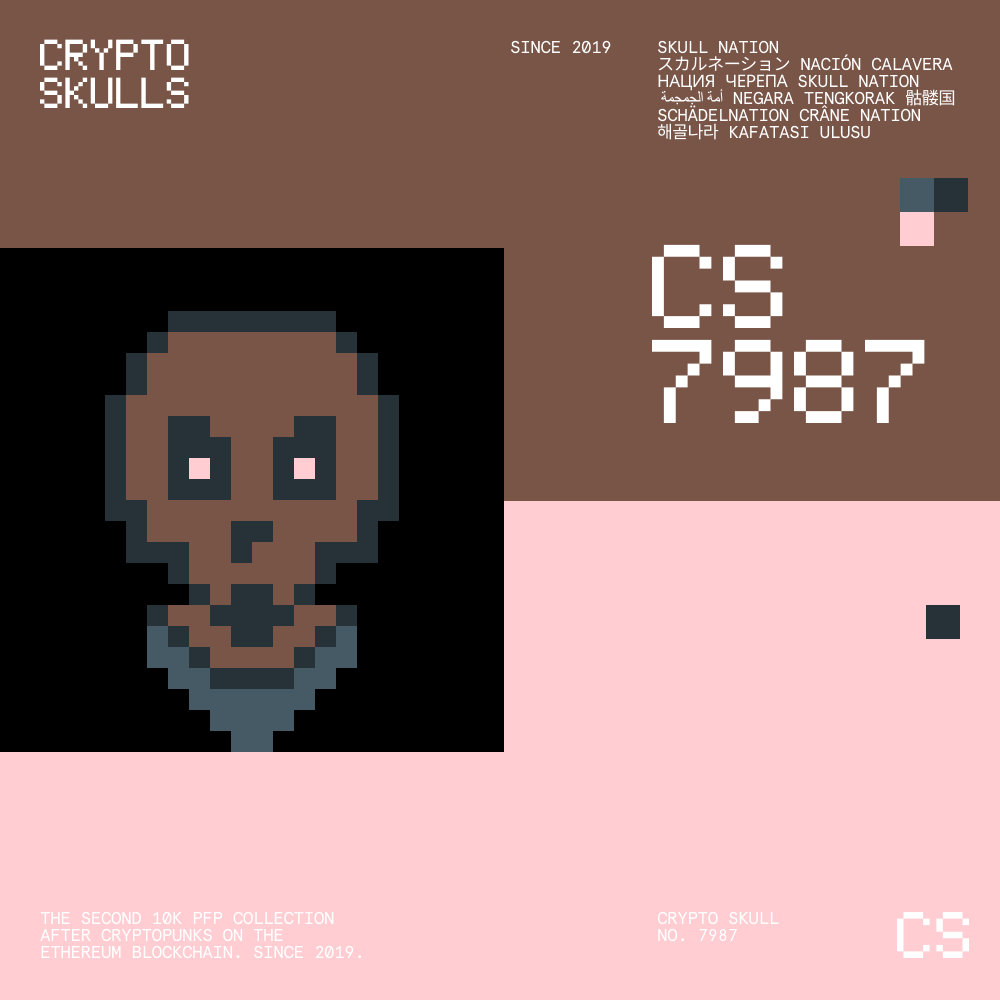 CRYPTO
SKULLS
SINCE 2019
SKULL NATION
スカルネーション NACIÓN CALAVERA
НАЦИЯ ЧЕРЕПА SKULL NATION
أمة الجمجمة NEGARA TENGKORAK 骷髅国
SCHÄDELNATION CRÂNE NATION
해골나라 KAFATASI ULUSU
CS
7987
THE SECOND 10K PFP COLLECTION
AFTER CRYPTOPUNKS ON THE
ETHEREUM BLOCKCHAIN. SINCE 2019.
CRYPTO SKULL
NO. 7987
CS